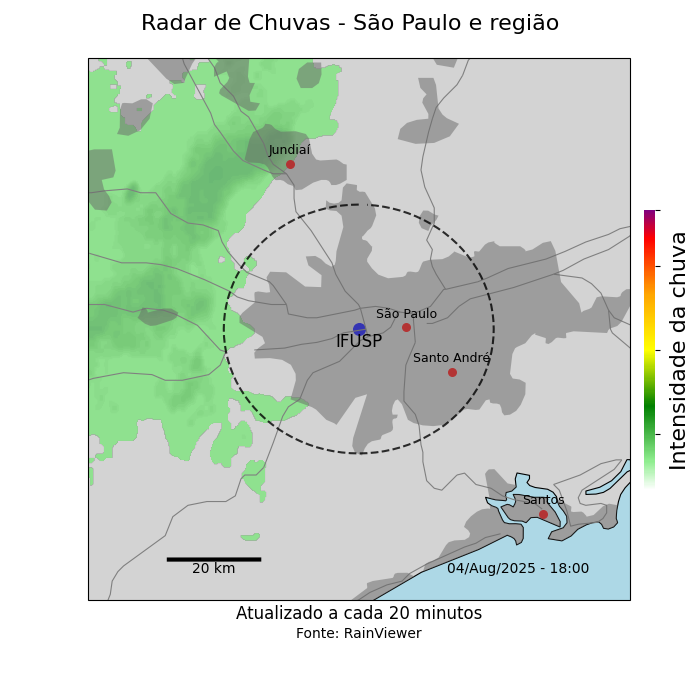 Radar de Chuvas - São Paulo e região
Jundiaí
São Paulo
IFUSP
Santo André
Intensidade da chuva
Santos
20 km
04/Aug/2025 - 18:00
Atualizado a cada 20 minutos
Fonte: RainViewer